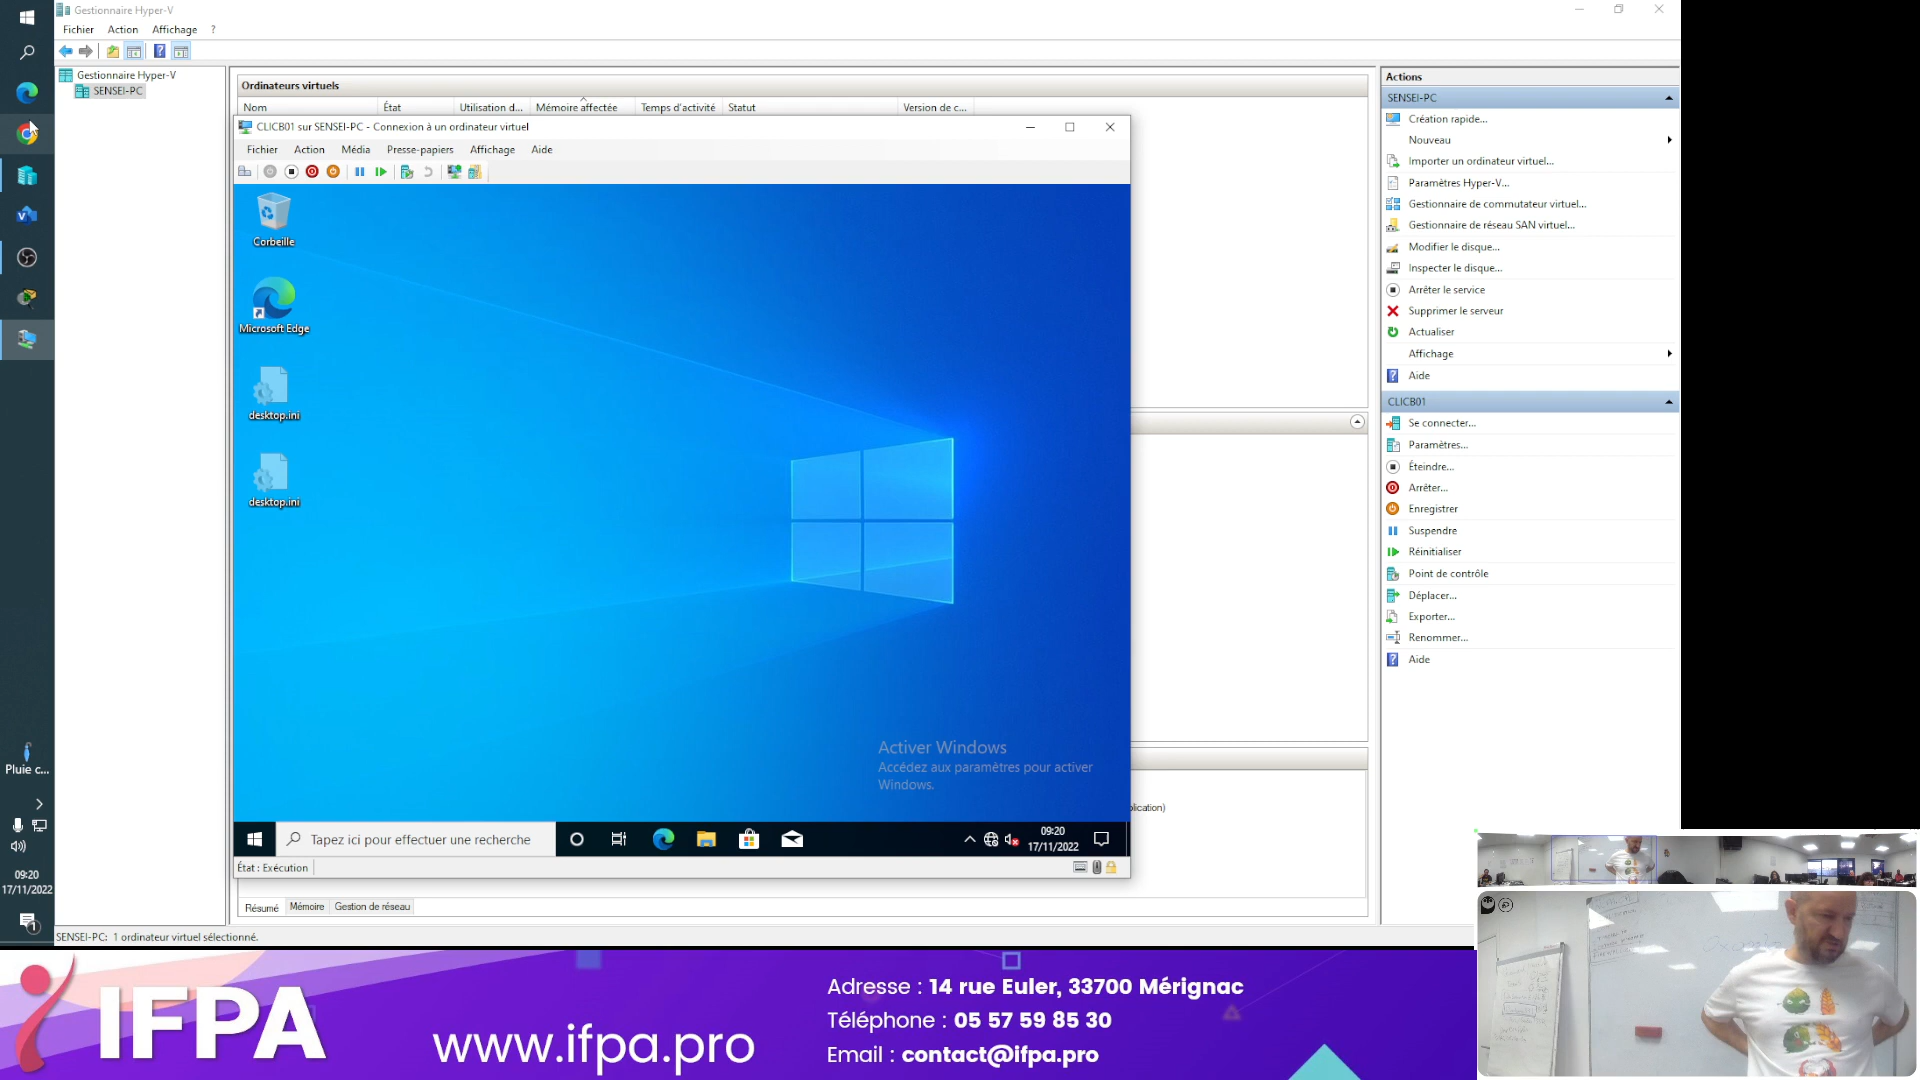 Gestionnaire Hyper-V
Fichier Action Affichage ?
Gestionnaire Hyper-V
SENSEI-PC
Ordinateurs virtuels
Nom État Utilisation d... Mémoire affectée Temps d'activité Statut Version de c...
CLICB01 sur SENSEI-PC - Connexion à un ordinateur virtuel
Fichier Action Média Presse-papiers Affichage Aide
Corbeille
Microsoft Edge
desktop.ini
desktop.ini
Activer Windows
Accédez aux paramètres pour activer
Windows.
Tapez ici pour effectuer une recherche
09:20
17/11/2022
État : Exécution
plication)
Résumé Mémoire Gestion de réseau
SENSEI-PC: 1 ordinateur virtuel sélectionné.
Actions
SENSEI-PC
Création rapide...
Nouveau
Importer un ordinateur virtuel...
Paramètres Hyper-V...
Gestionnaire de commutateur virtuel...
Gestionnaire de réseau SAN virtuel...
Modifier le disque...
Inspecter le disque...
Arrêter le service
Supprimer le serveur
Actualiser
Affichage
Aide
CLICB01
Se connecter...
Paramètres...
Éteindre...
Arrêter...
Enregistrer
Suspendre
Réinitialiser
Point de contrôle
Déplacer...
Exporter...
Renommer...
Aide
Pluie c...
09:20
17/11/2022
1
IFPA
www.ifpa.pro
Adresse : 14 rue Euler, 33700 Mérignac
Téléphone : 05 57 59 85 30
Email : contact@ifpa.pro